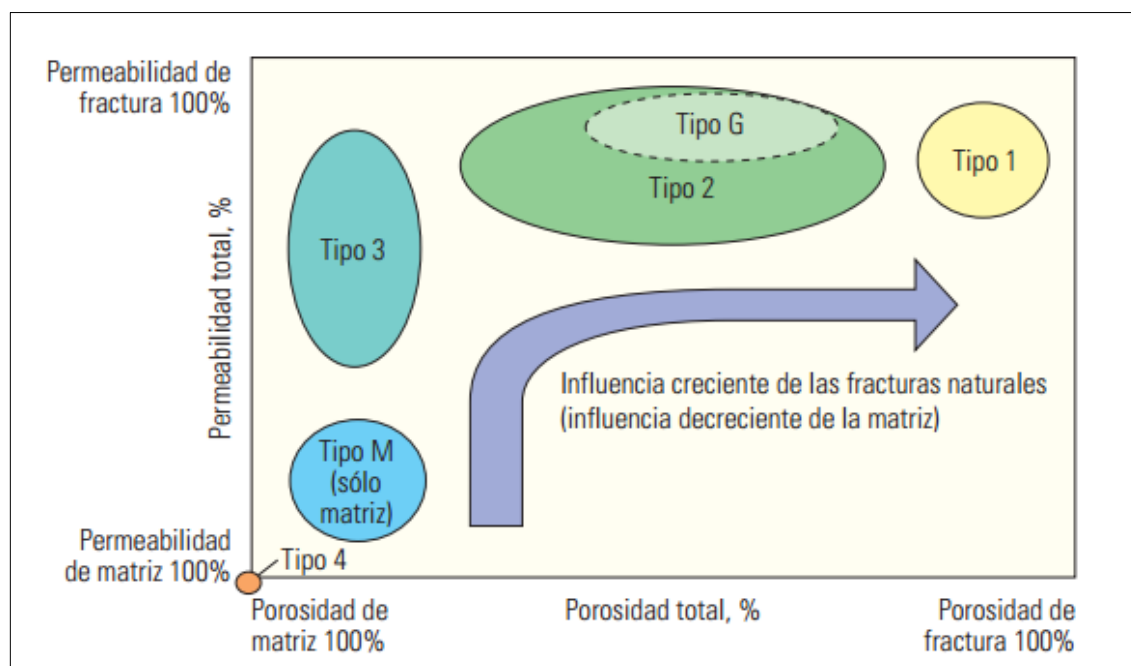 Permeabilidad de
fractura 100%
Tipo G
Tipo 2
Tipo 1
Tipo 3
Permeabilidad total, %
Influencia creciente de las fracturas naturales
(influencia decreciente de la matriz)
Tipo M
(sólo
matriz)
Permeabilidad
de matriz 100%
Tipo 4
Porosidad de
matriz 100%
Porosidad total, %
Porosidad de
fractura 100%